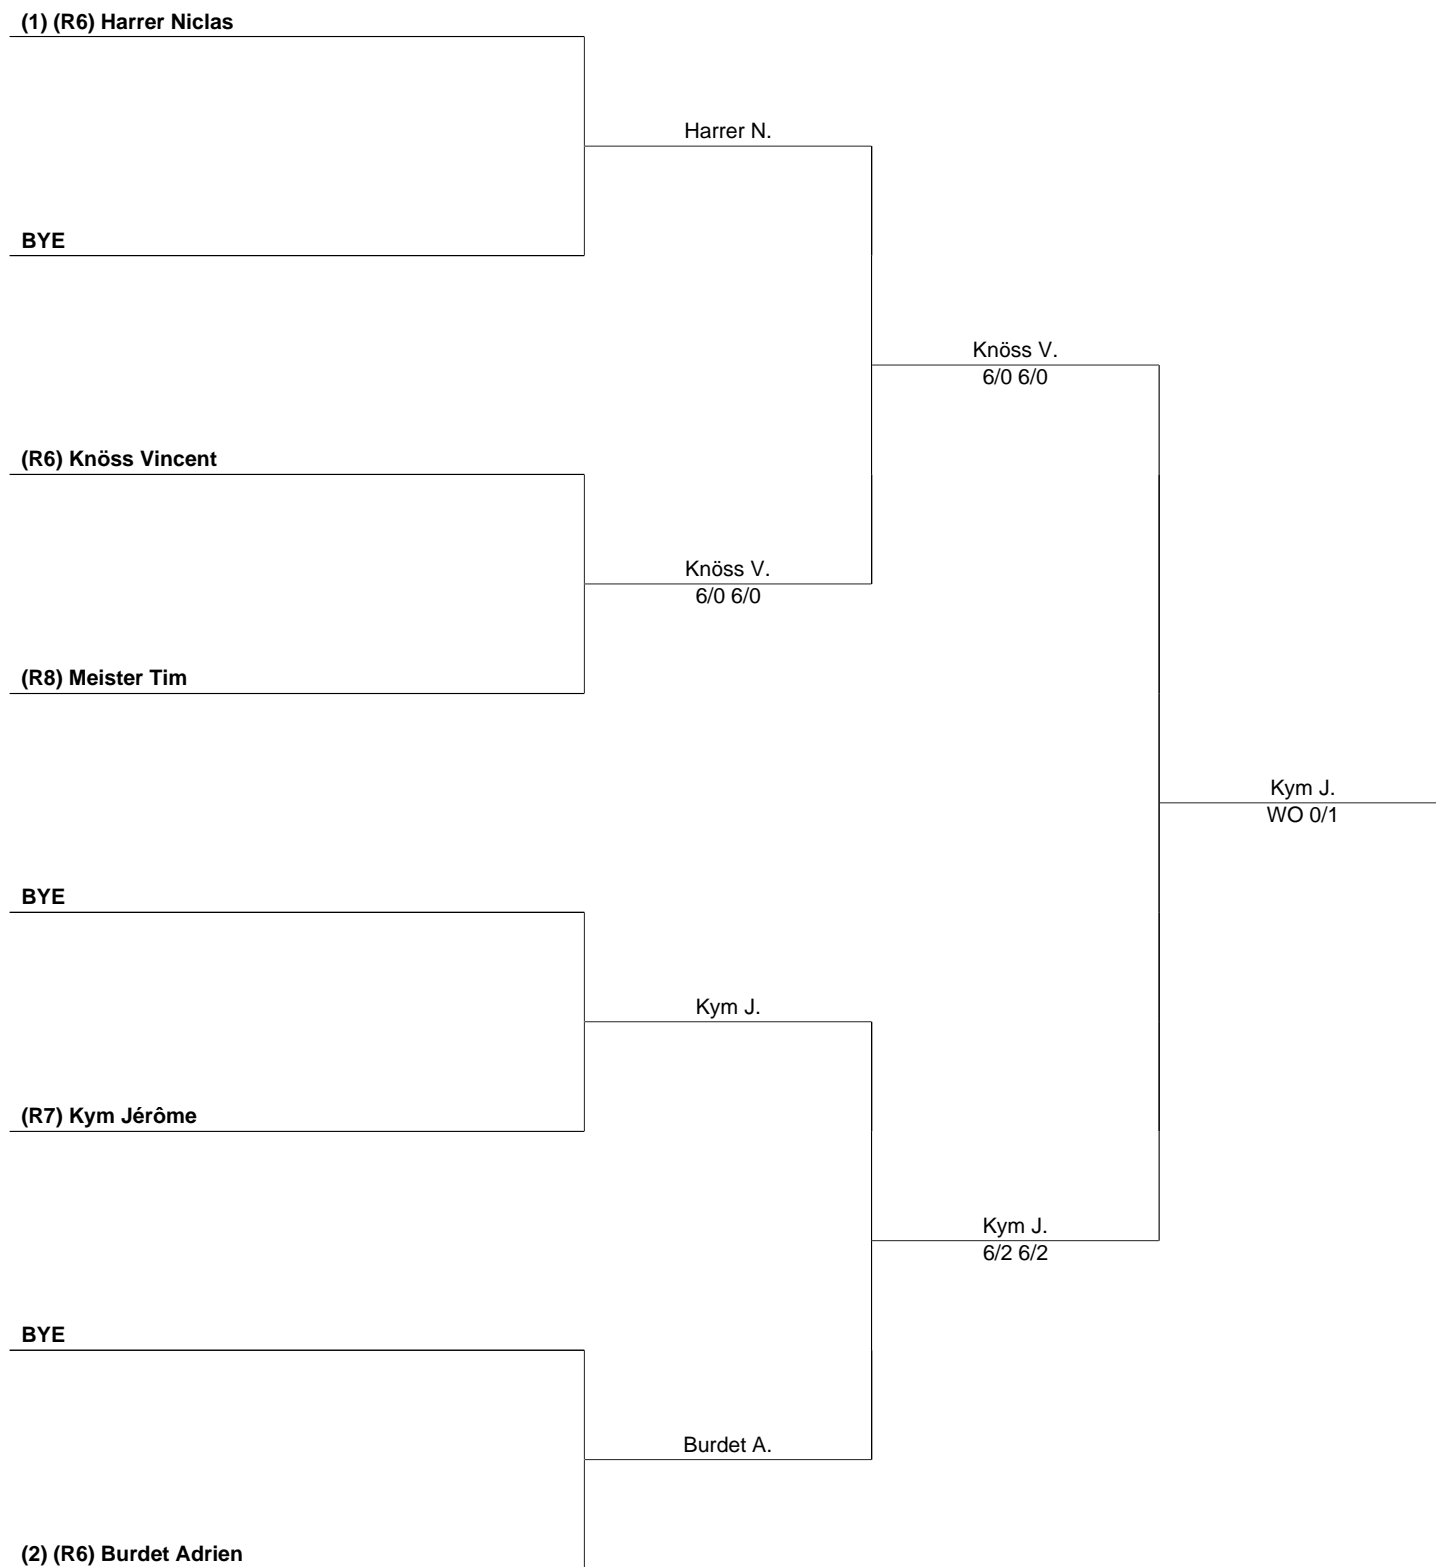 (1) (R6) Harrer Niclas
Harrer N.
BYE
Knöss V.
6/0 6/0
(R6) Knöss Vincent
Knöss V.
6/0 6/0
(R8) Meister Tim
Kym J.
WO 0/1
BYE
Kym J.
(R7) Kym Jérôme
Kym J.
6/2 6/2
BYE
Burdet A.
(2) (R6) Burdet Adrien